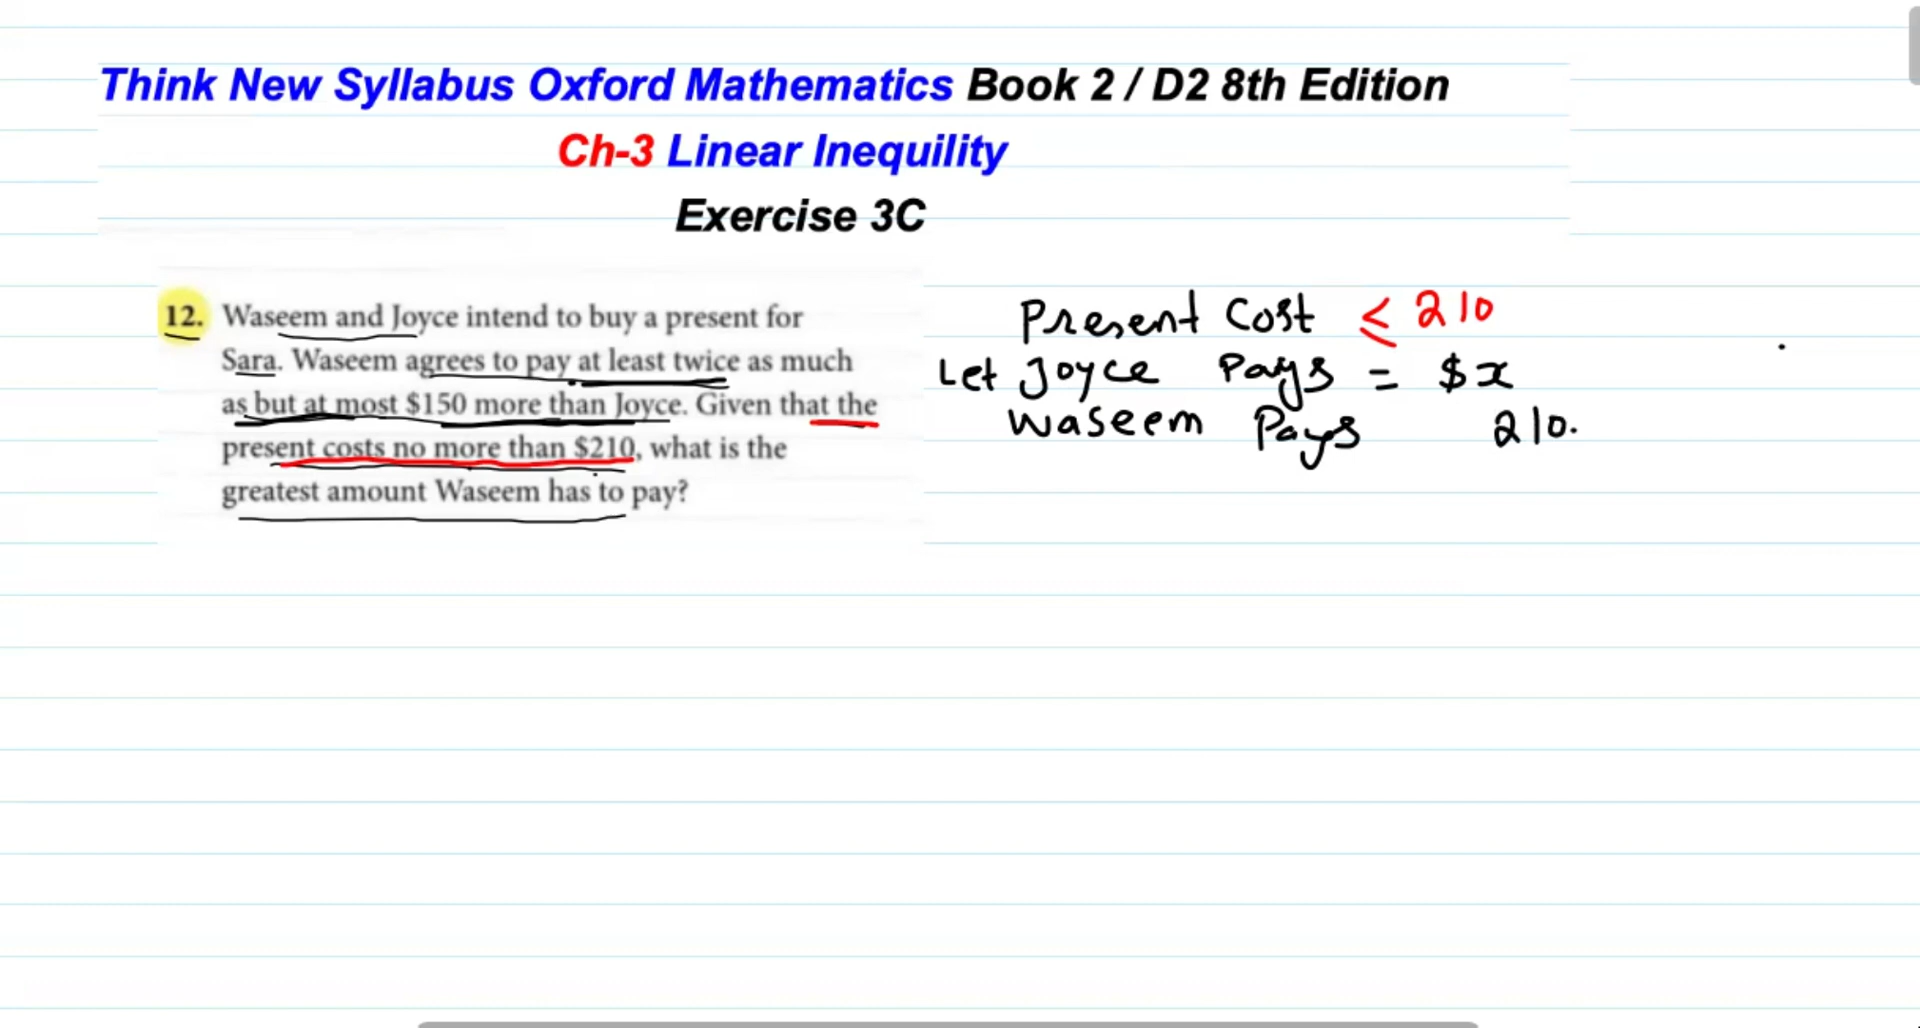 Think New Syllabus Oxford Mathematics Book 2 / D2 8th Edition
Ch-3 Linear Inequility
Exercise 3C
12. Waseem and Joyce intend to buy a present for
Sara. Waseem agrees to pay at least twice as much
as but at most $150 more than Joyce. Given that the
present costs no more than $210, what is the
greatest amount Waseem has to pay?
Present Cost ≤ 210
Let Joyce Pays = $x
Waseem Pays 210.